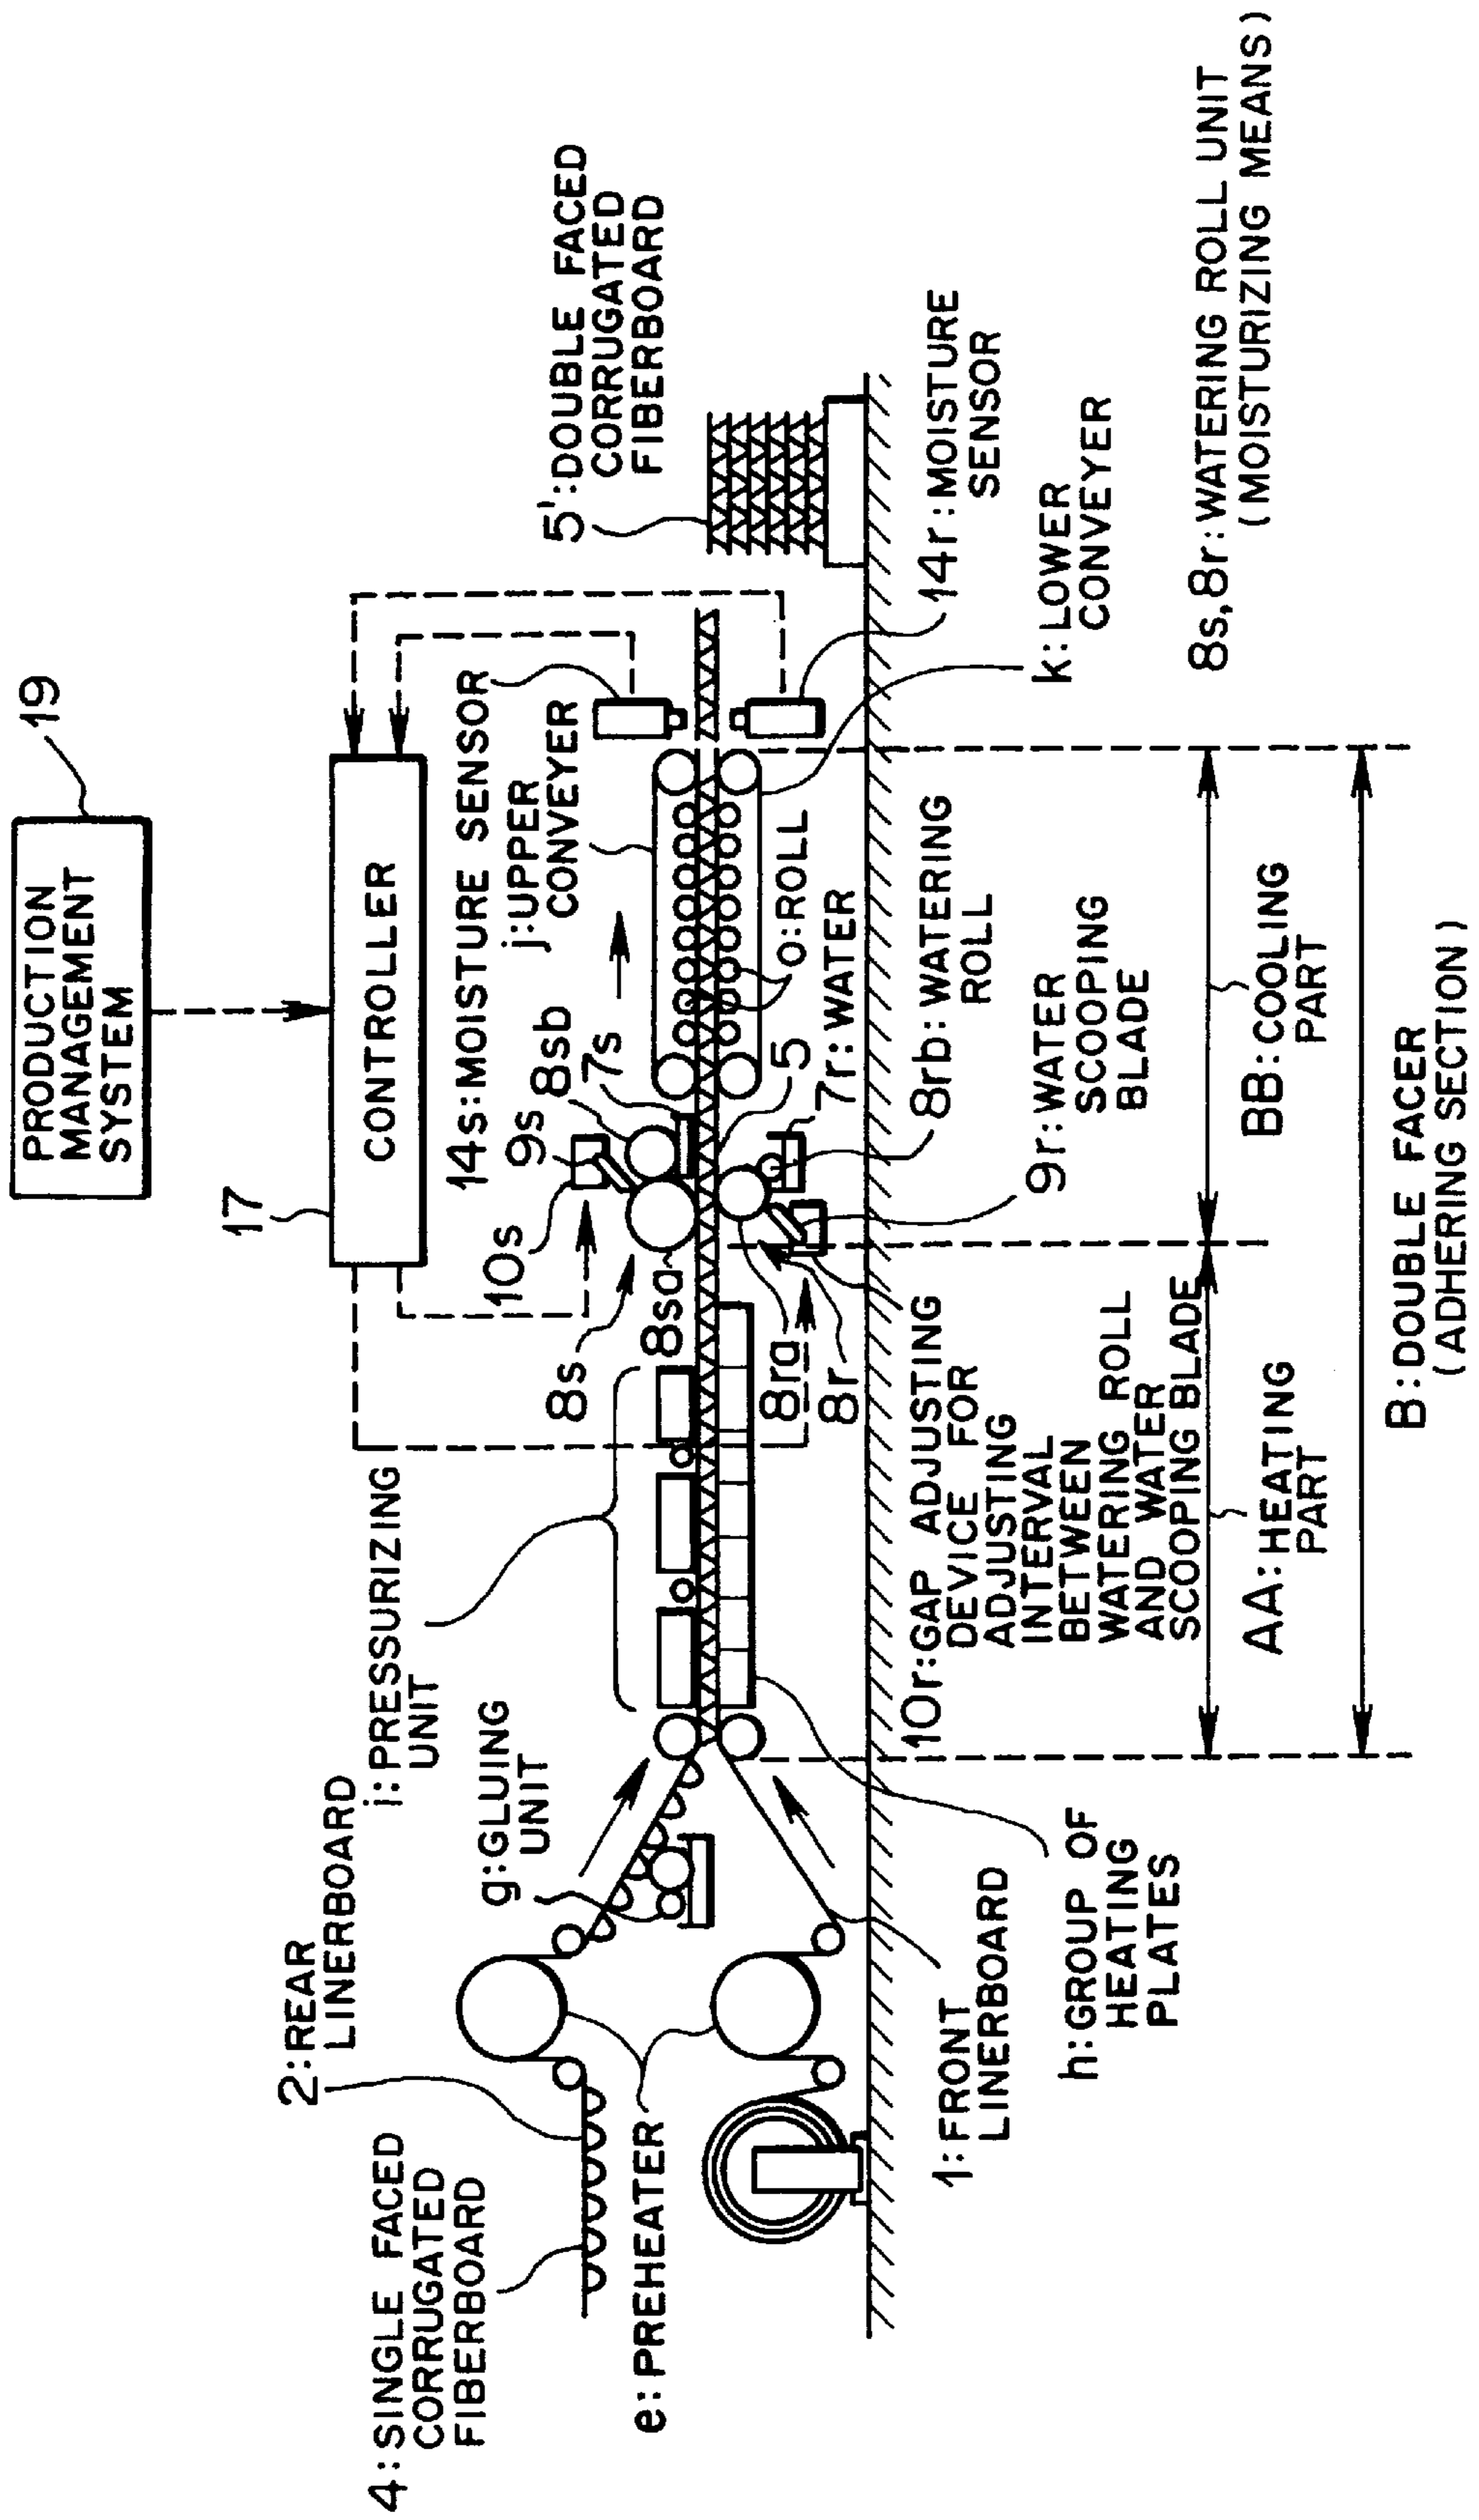 19
PRODUCTION
MANAGEMENT
SYSTEM
17
CONTROLLER
2:REAR
LINERBOARD
4:SINGLE FACED
CORRUGATED
FIBERBOARD
i:PRESSURIZING
UNIT
g:GLUING
UNIT
10s
9s
8sb
7s
8s
8sa
14s:MOISTURE SENSOR
j:UPPER
CONVEYER
5':DOUBLE FACED
CORRUGATED
FIBERBOARD
e:PREHEATER
8ra
8r
5
o:ROLL
7r:WATER
1:FRONT
LINERBOARD
h:GROUP OF
HEATING
PLATES
10r:GAP ADJUSTING
DEVICE FOR
ADJUSTING
INTERVAL
BETWEEN
WATERING ROLL
AND WATER
SCOOPING BLADE
8rb:WATERING
ROLL
9r:WATER
SCOOPING
BLADE
14r:MOISTURE
SENSOR
k:LOWER
CONVEYER
8s,8r:WATERING ROLL UNIT
(MOISTURIZING MEANS)
AA:HEATING
PART
BB:COOLING
PART
B:DOUBLE FACER
(ADHERING SECTION)